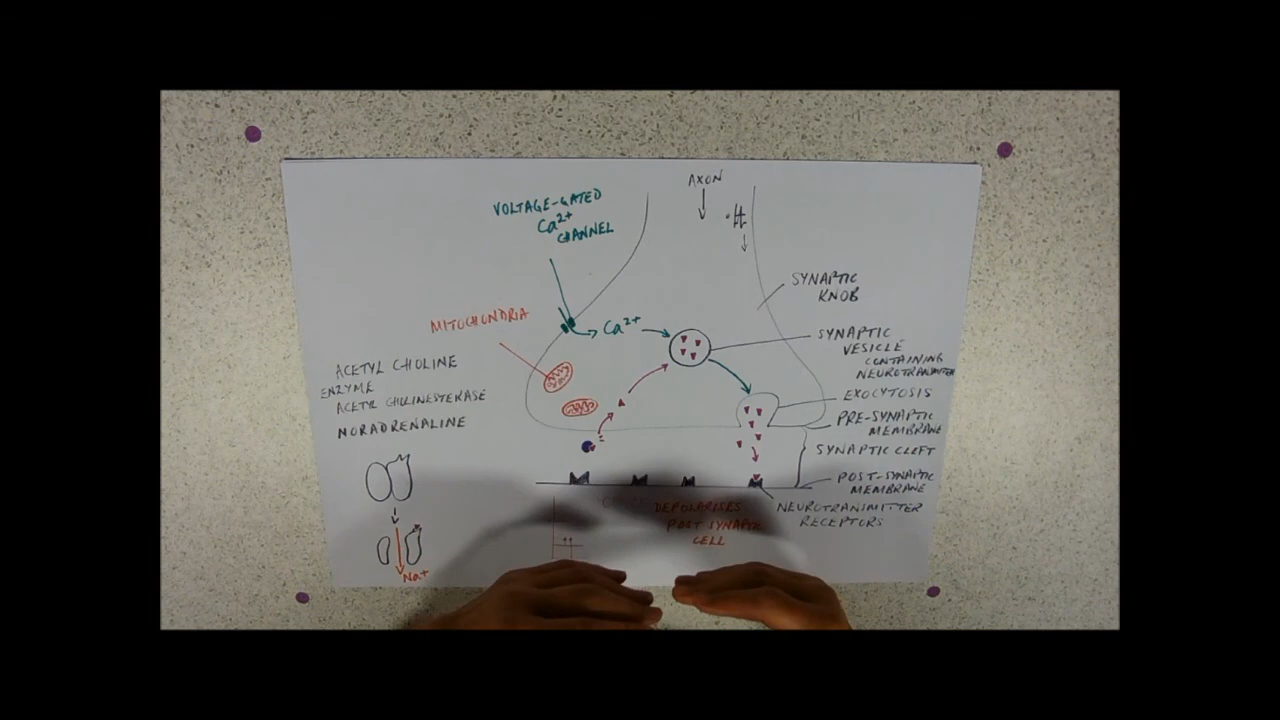 AXON
VOLTAGE-GATED
Ca2+
CHANNEL
SYNAPTIC
KNOB
MITOCHONDRIA
Ca2+
SYNAPTIC
VESICLE
CONTAINING
NEUROTRANSMITTER
ACETYL CHOLINE
ENZYME
ACETYL CHOLINESTERASE
NORADRENALINE
EXOCYTOSIS
PRE-SYNAPTIC
MEMBRANE
SYNAPTIC CLEFT
POST-SYNAPTIC
MEMBRANE
NEUROTRANSMITTER
RECEPTORS
DEPOLARISES
POST SYNAPTIC
CELL
Na+